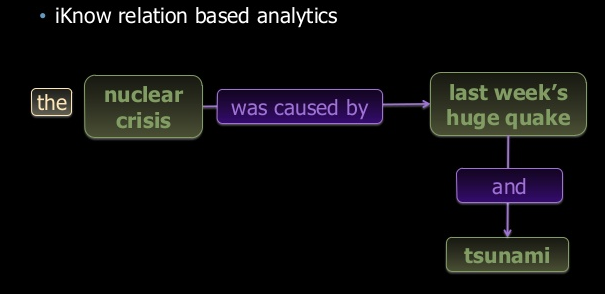 • iKnow relation based analytics
the
nuclear
crisis
was caused by
last week’s
huge quake
and
tsunami